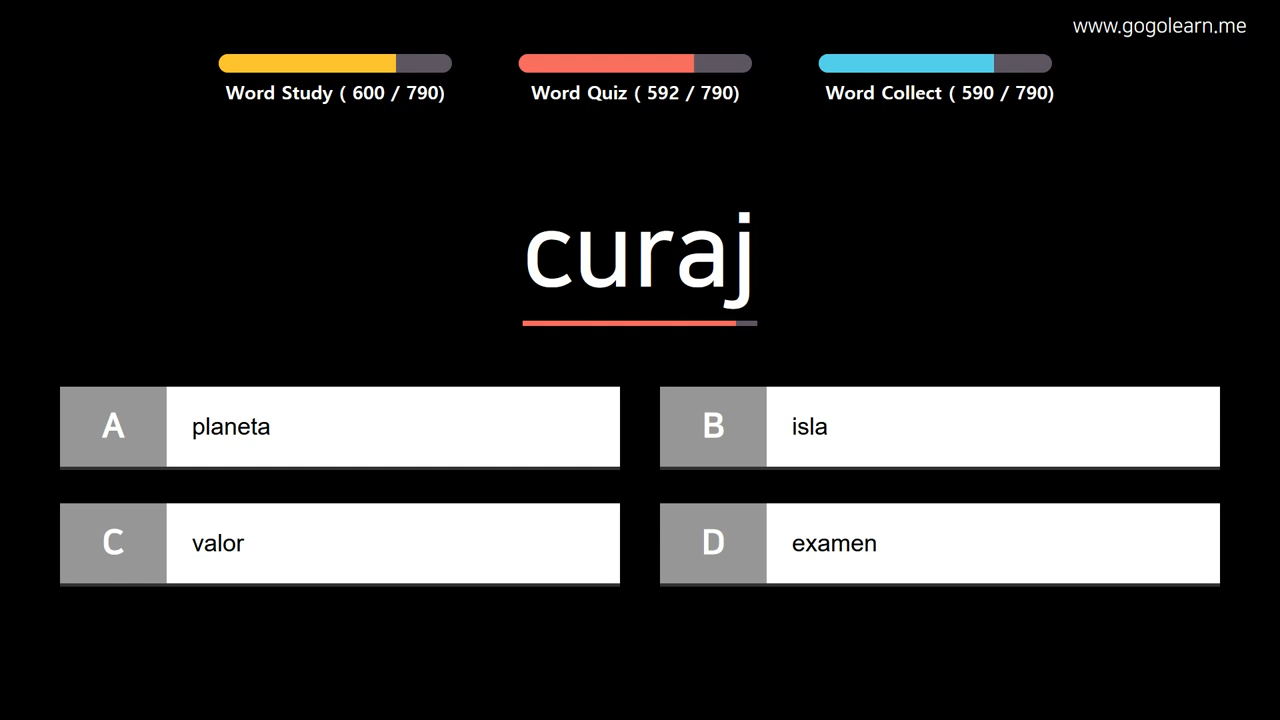 www.gogolearn.me
Word Study ( 600 / 790)
Word Quiz ( 592 / 790)
Word Collect ( 590 / 790)
curaj
A planeta
B isla
C valor
D examen